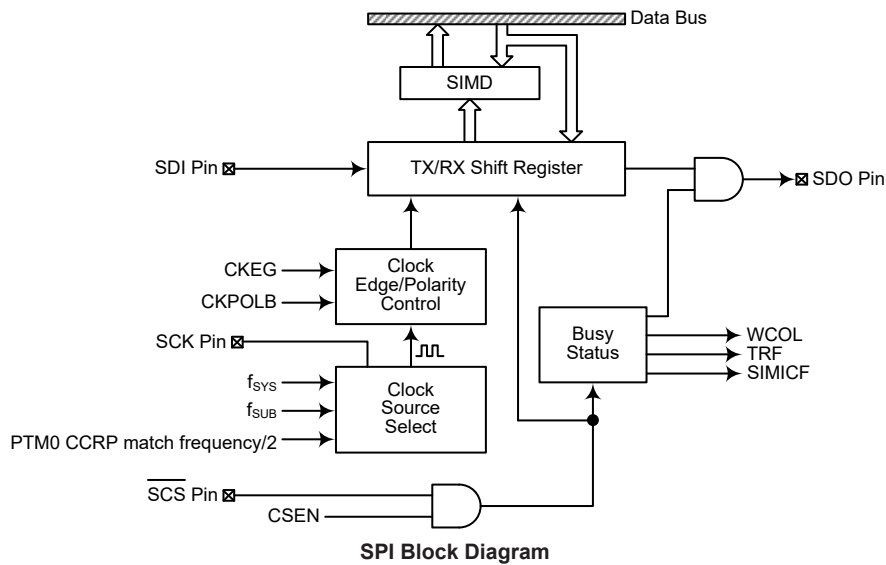 Data Bus
SIMD
SDI Pin
TX/RX Shift Register
SDO Pin
CKEG
CKPOLB
Clock
Edge/Polarity
Control
SCK Pin
Busy
Status
WCOL
TRF
SIMICF
fSYS
fSUB
PTM0 CCRP match frequency/2
Clock
Source
Select
SCS Pin
CSEN
SPI Block Diagram